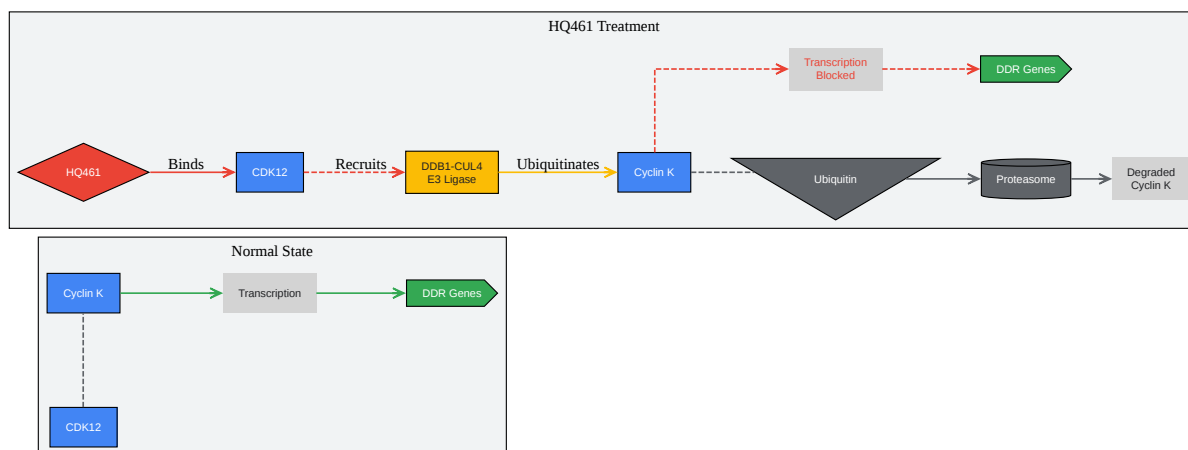 HQ461 Treatment
Transcription
Blocked
DDR Genes
HQ461
Binds
CDK12
Recruits
DDB1-CUL4
E3 Ligase
Ubiquitinates
Cyclin K
Ubiquitin
Proteasome
Degraded
Cyclin K
Normal State
Cyclin K
Transcription
DDR Genes
CDK12